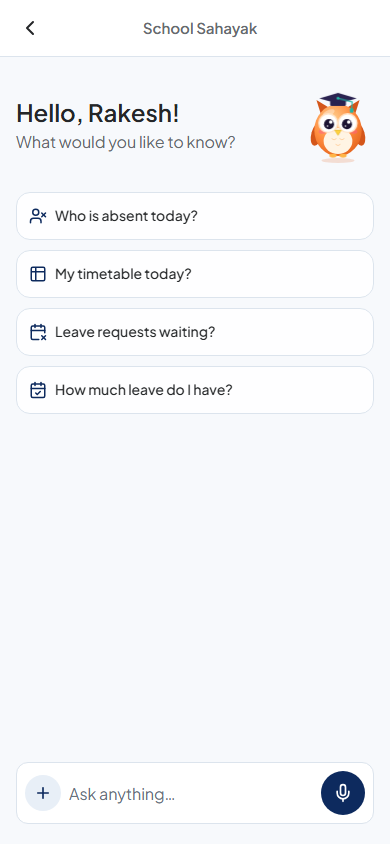 School Sahayak
Hello, Rakesh!
What would you like to know?
Who is absent today?
My timetable today?
Leave requests waiting?
How much leave do I have?
Ask anything...